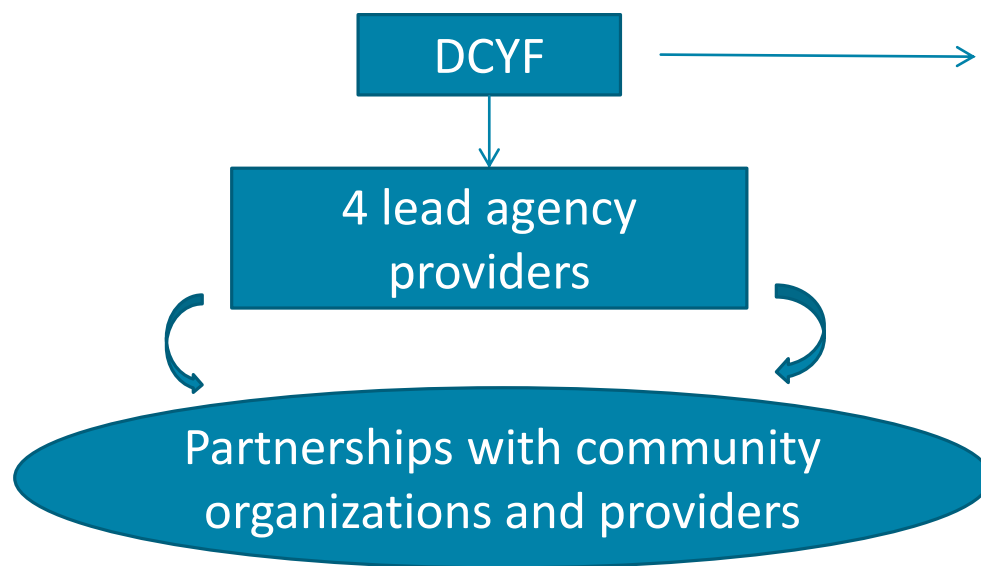 DCYF
4 lead agency
providers
Partnerships with community
organizations and providers